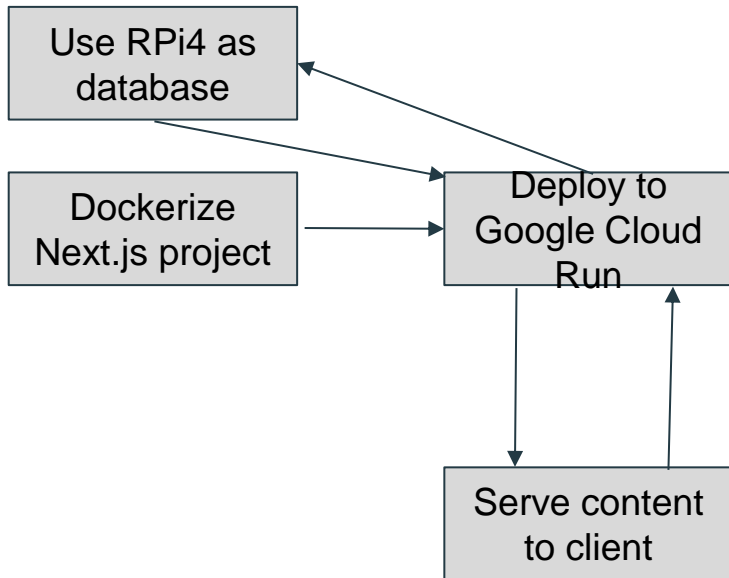 Use RPi4 as
database
Dockerize
Next.js project
Deploy to
Google Cloud
Run
Serve content
to client